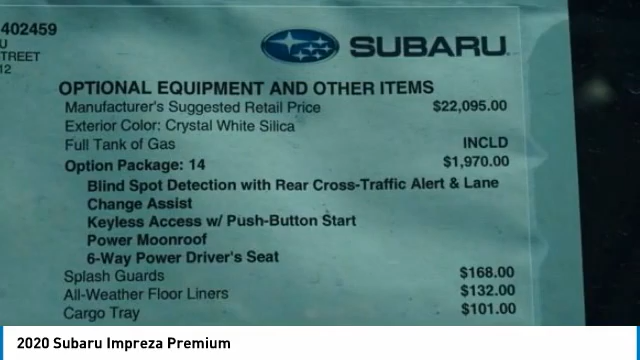 402459
U
TREET
12
SUBARU
OPTIONAL EQUIPMENT AND OTHER ITEMS
Manufacturer's Suggested Retail Price $22,095.00
Exterior Color: Crystal White Silica
Full Tank of Gas INCLD
Option Package: 14 $1,970.00
Blind Spot Detection with Rear Cross-Traffic Alert & Lane
Change Assist
Keyless Access w/ Push-Button Start
Power Moonroof
6-Way Power Driver's Seat
Splash Guards $168.00
All-Weather Floor Liners $132.00
Cargo Tray $101.00
2020 Subaru Impreza Premium